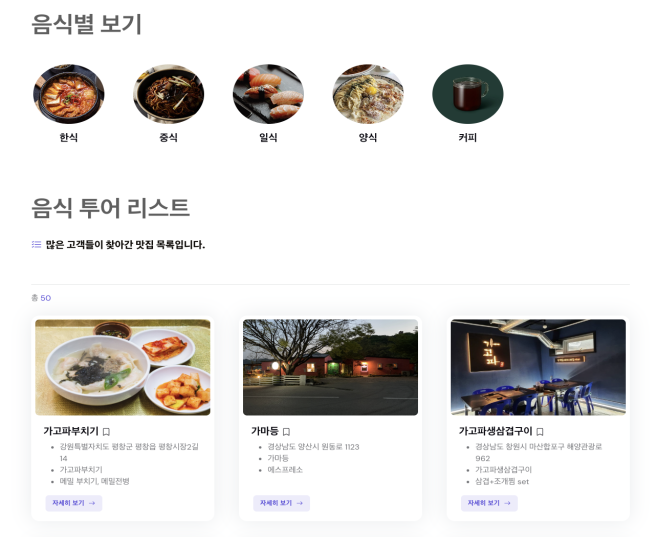 음식별 보기
한식
중식
일식
양식
커피
음식 투어 리스트
많은 고객들이 찾아간 맛집 목록입니다.
총 50
가고파
가고파부치기
강원특별자치도 평창군 평창읍 평창시장2길
14
가고파부치기
메밀 부치기, 메밀전병
자세히 보기 →
가마등
경상남도 양산시 원동로 1123
가마등
에스프레소
자세히 보기 →
가고파생삼겹구이
경상남도 창원시 마산합포구 해양관광로
962
가고파생삼겹구이
삼겹+조개찜 set
자세히 보기 →